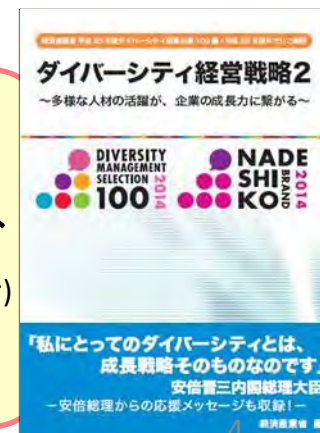 ダイバーシティ経営戦略2
~多様な人材の活躍が、企業の成長力に繋がる~
DIVERSITY
MANAGEMENT
SELECTION
100
2014
NADE
SHI
KO
BRAND
2014
「私にとってのダイバーシティとは、
成長戦略そのものなのです」
安倍晋三内閣総理大臣
-安倍総理からの応援メッセージも収録!-
経済産業省 編
4